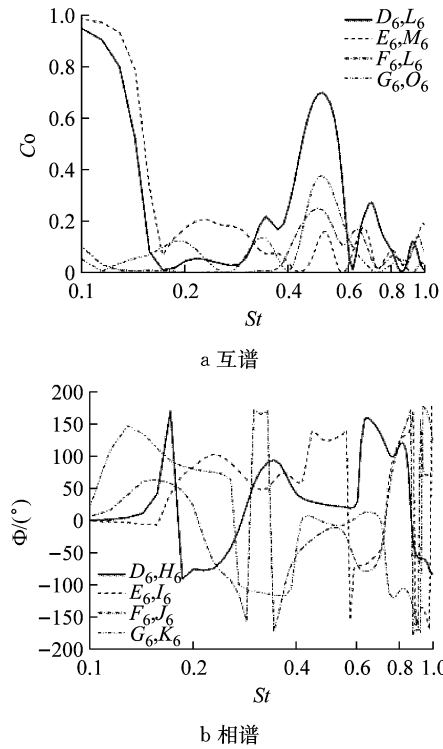 1.0
0.8
0.6
0.4
0.2
0
Co
D6,L6
E6,M6
F6,L6
G6,O6
0.1 0.2 0.4 0.6 0.8 1.0
St
a 互谱
200
150
100
50
0
−50
−100
−150
−200
Φ/(°)
D6,H6
E6,I6
F6,J6
G6,K6
0.1 0.2 0.4 0.6 0.8 1.0
St
b 相谱